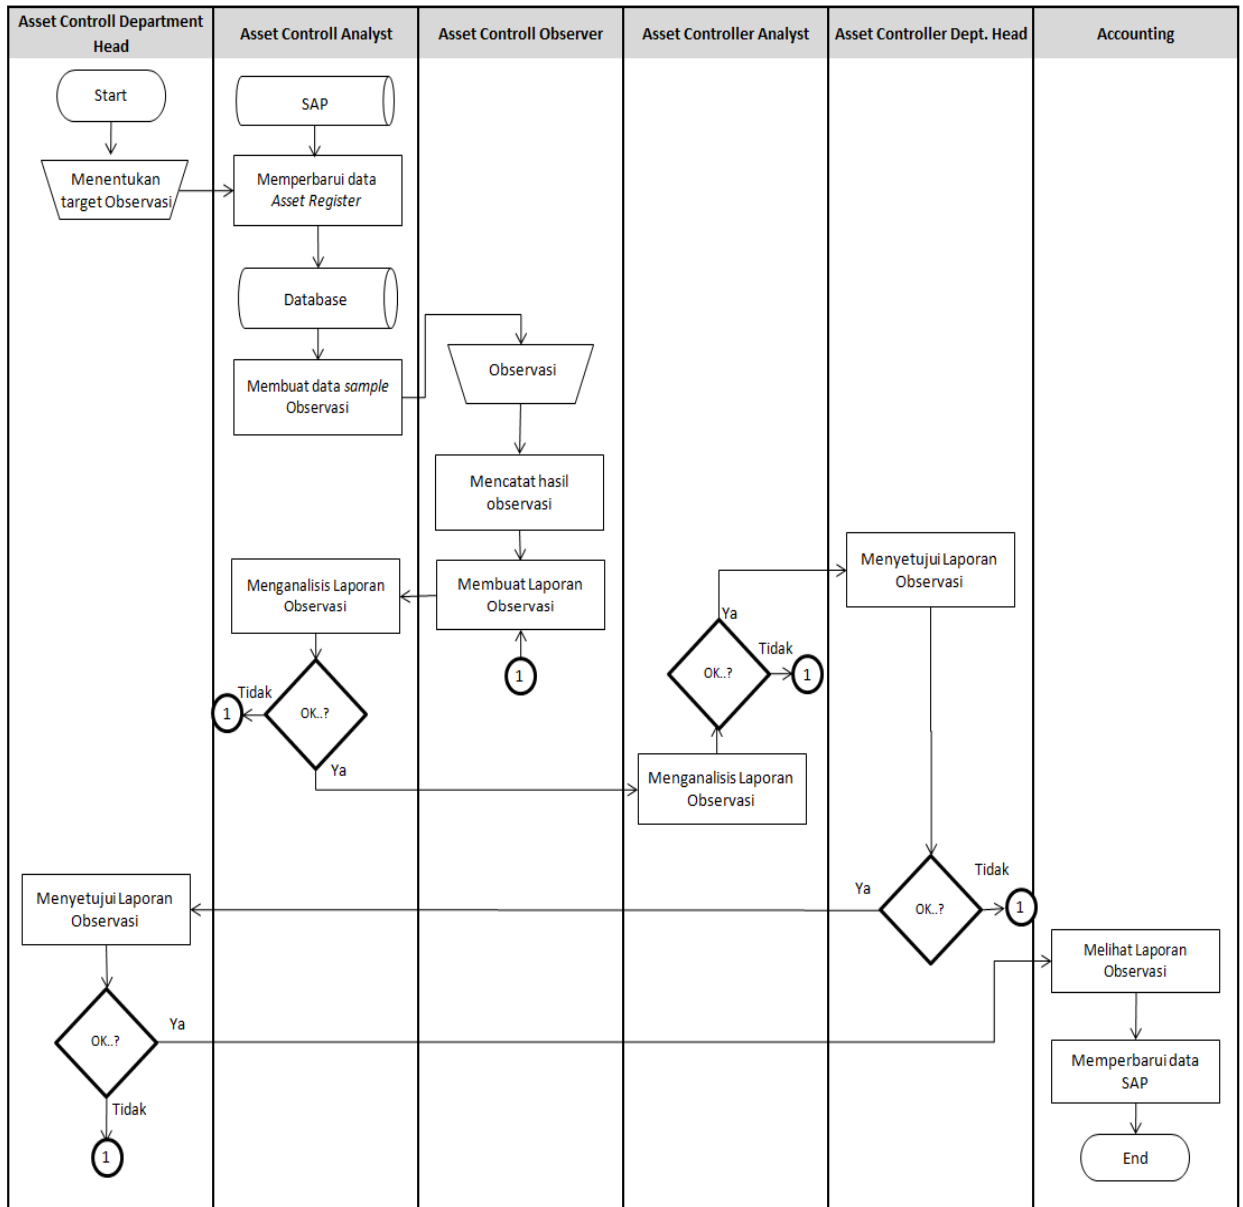 Asset Controll Department
Head
Asset Controll Analyst
Asset Controll Observer
Asset Controller Analyst
Asset Controller Dept. Head
Accounting
Start
Menentukan
target Observasi
SAP
Memperbarui data
Asset Register
Database
Membuat data sample
Observasi
Observasi
Mencatat hasil
observasi
Membuat Laporan
Observasi
1
Menganalisis Laporan
Observasi
OK..?
Tidak
1
Ya
Menganalisis Laporan
Observasi
OK..?
Tidak
1
Ya
Menyetujui Laporan
Observasi
OK..?
Tidak
1
Ya
Menyetujui Laporan
Observasi
OK..?
Tidak
1
Ya
Melihat Laporan
Observasi
Memperbarui data
SAP
End